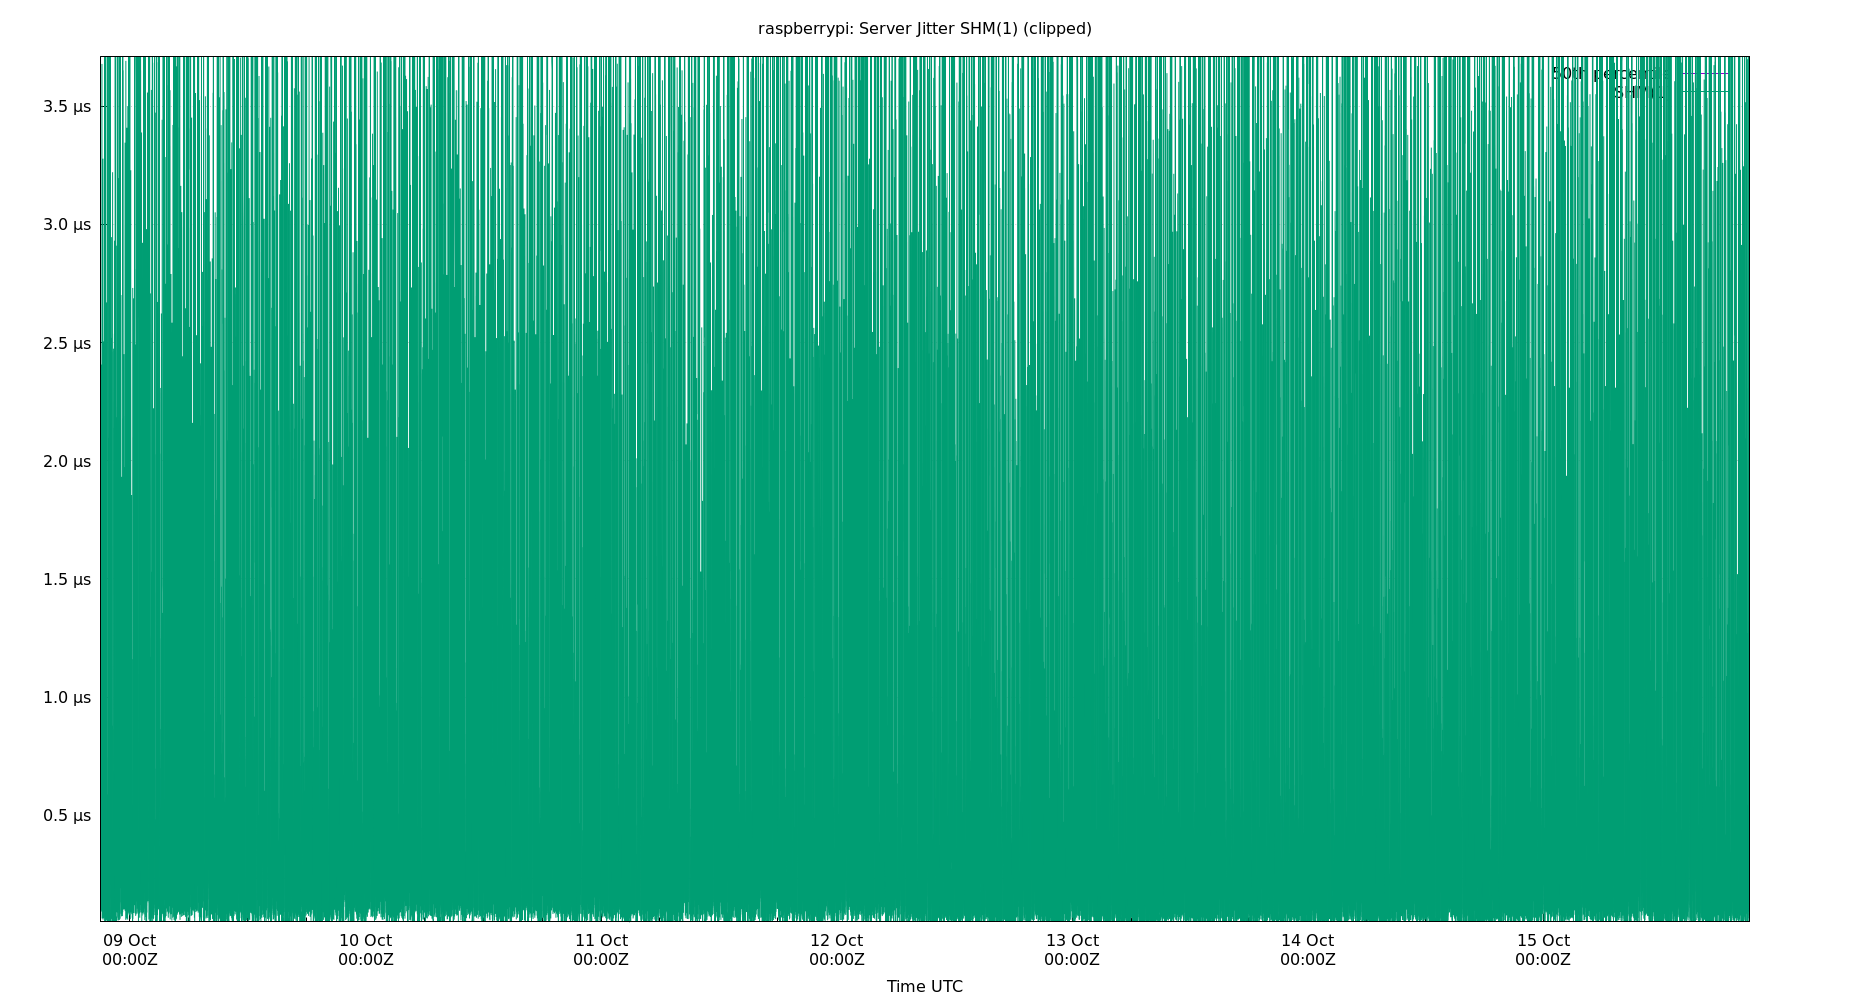 raspberrypi: Server Jitter SHM(1) (clipped)
50th
3.5 µs
3.0 µs
2.5 µs
2.0 µs
1.5 µs
1.0 µs
0.5 µs
09 Oct 10 Oct 11 Oct 12 Oct 13 Oct 14 Oct 15 Oct
00:00Z 00:00Z 00:00Z 00:00Z 00:00Z 00:00Z 00:00Z
Time UTC